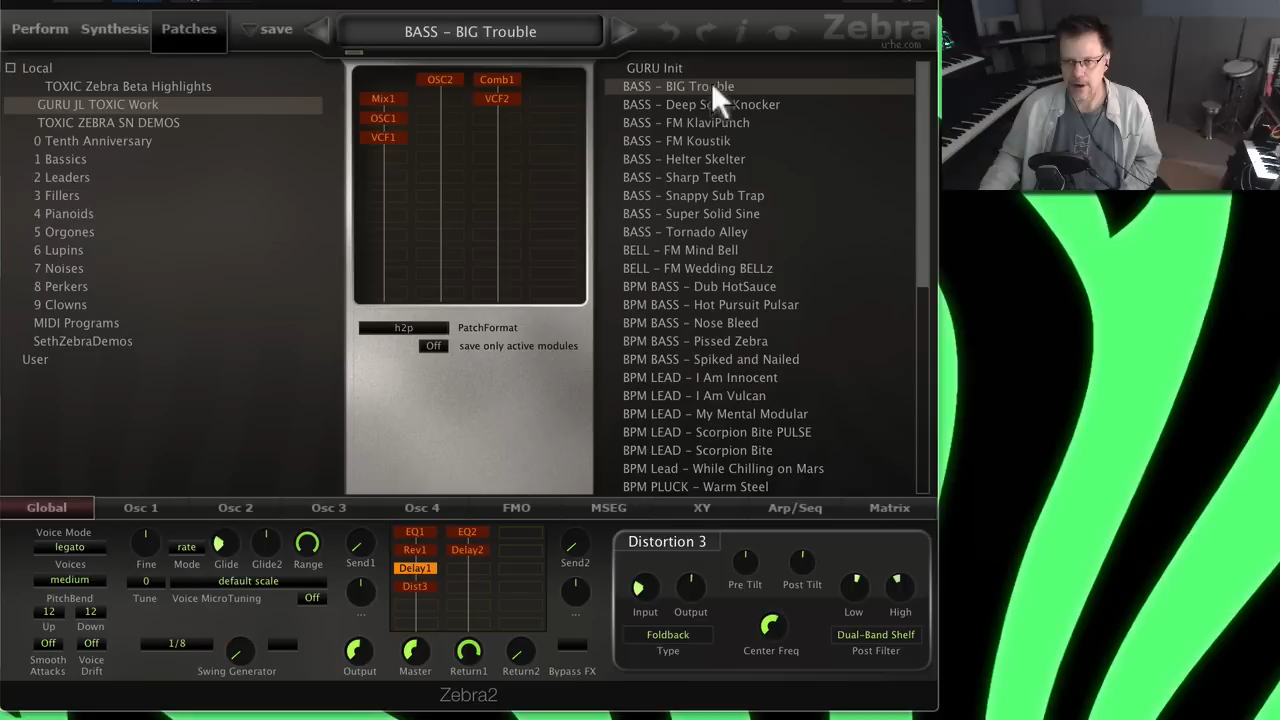 Perform Synthesis Patches save BASS – BIG Trouble Zebra
u-he.com
Local
TOXIC Zebra Beta Highlights
GURU JL TOXIC Work
TOXIC ZEBRA SN DEMOS
0 Tenth Anniversary
1 Bassics
2 Leaders
3 Fillers
4 Pianoids
5 Orgones
6 Lupins
7 Noises
8 Perkers
9 Clowns
MIDI Programs
SethZebraDemos
User
OSC2 Comb1
Mix1 VCF2
OSC1
VCF1
h2p PatchFormat
Off save only active modules
GURU Init
BASS – BIG Trouble
BASS – Deep Knocker
BASS – FM KlaviPunch
BASS – FM Koustik
BASS – Helter Skelter
BASS – Sharp Teeth
BASS – Snappy Sub Trap
BASS – Super Solid Sine
BASS – Tornado Alley
BELL – FM Mind Bell
BELL – FM Wedding BELLz
BPM BASS – Dub HotSauce
BPM BASS – Hot Pursuit Pulsar
BPM BASS – Nose Bleed
BPM BASS – Pissed Zebra
BPM BASS – Spiked and Nailed
BPM LEAD – I Am Innocent
BPM LEAD – I Am Vulcan
BPM LEAD – My Mental Modular
BPM LEAD – Scorpion Bite PULSE
BPM LEAD – Scorpion Bite
BPM Lead – While Chilling on Mars
BPM PLUCK – Warm Steel
Global Osc 1 Osc 2 Osc 3 Osc 4 FMO MSEG XY Arp/Seq Matrix
Voice Mode
legato
Voices
medium
PitchBend
12 12
Up Down
Off Off
Smooth Attacks Voice Drift
rate
Fine Mode Glide Glide2 Range
0 default scale
Tune Voice MicroTuning Off
1/8
Swing Generator
Send1
...
Output
EQ1 EQ2
Rev1 Delay2
Delay1
Dist3
Master Return1 Return2
Send2
...
Bypass FX
Distortion 3
Pre Tilt Post Tilt
Input Output Low High
Foldback Dual-Band Shelf
Type Center Freq Post Filter
Zebra2